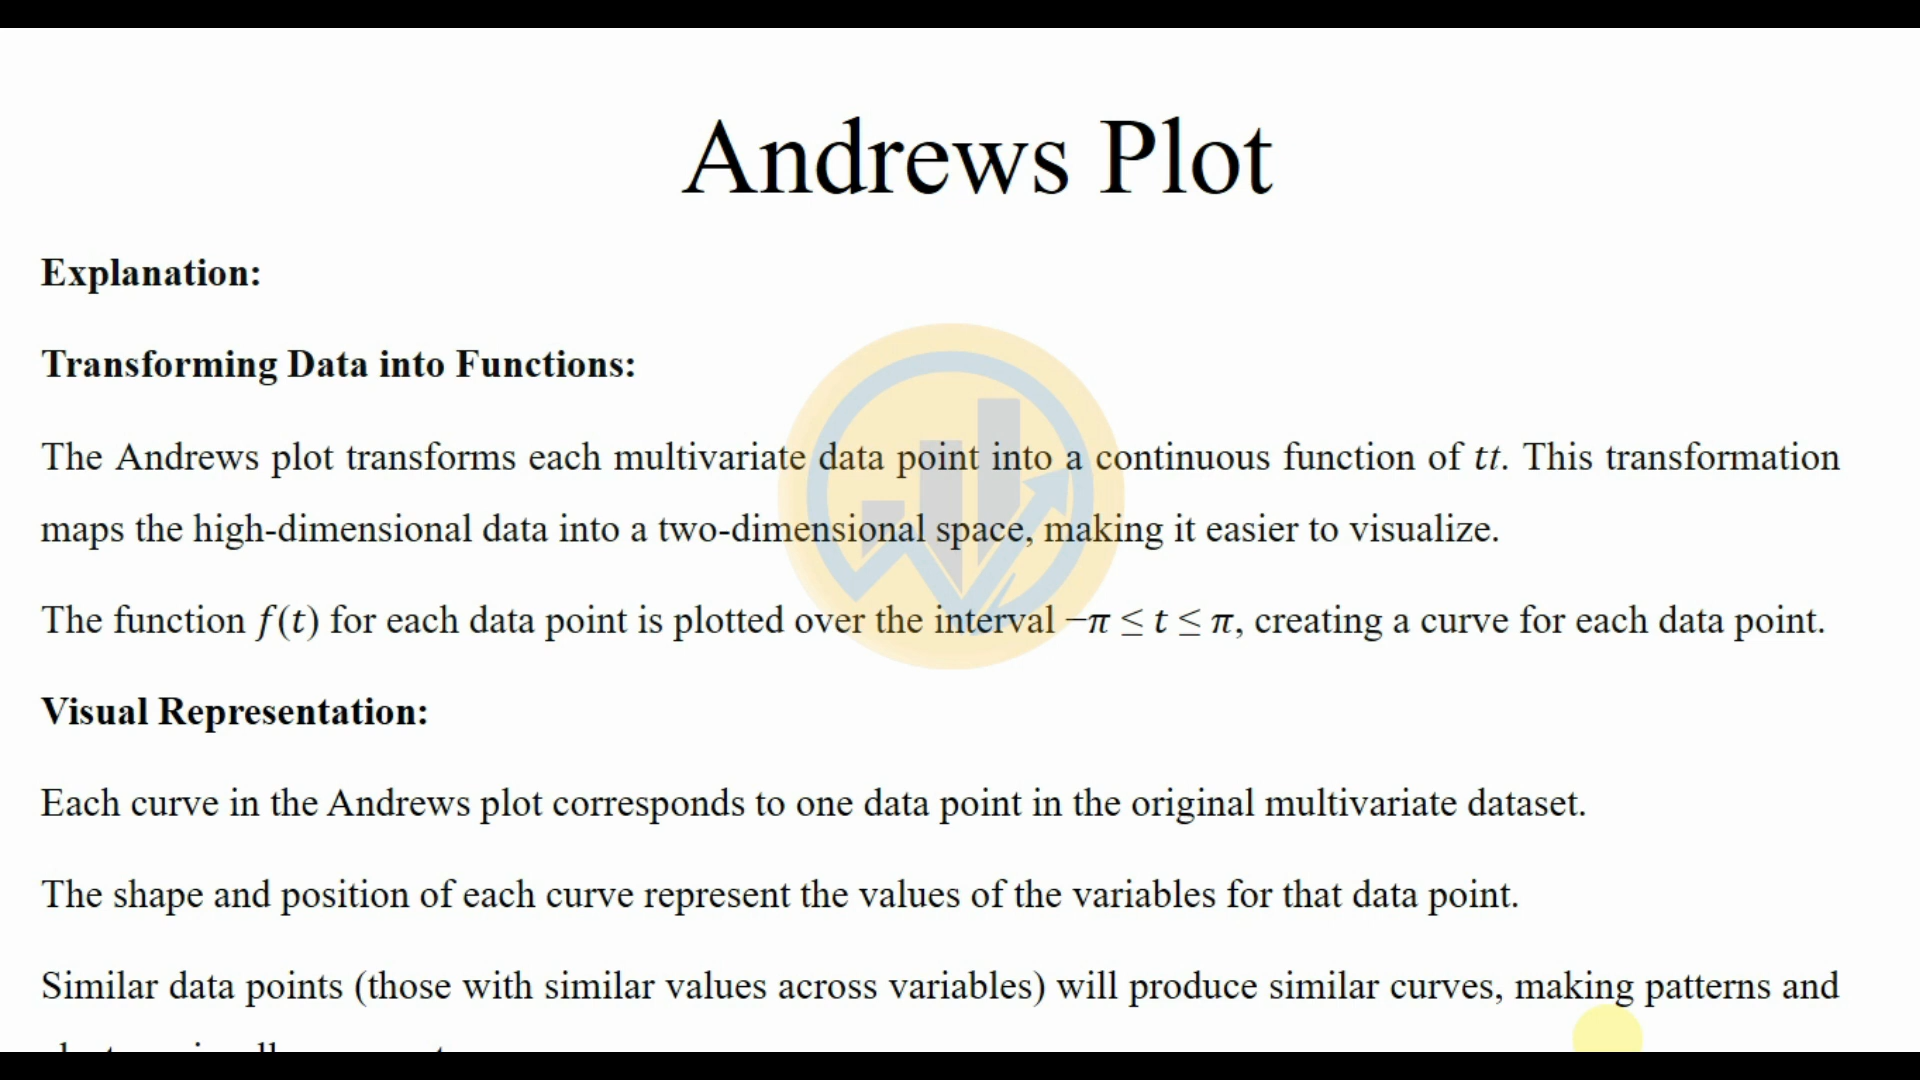 Andrews Plot
Explanation:
Transforming Data into Functions:
The Andrews plot transforms each multivariate data point into a continuous function of tt. This transformation
maps the high-dimensional data into a two-dimensional space, making it easier to visualize.
The function f(t) for each data point is plotted over the interval −π ≤ t ≤ π, creating a curve for each data point.
Visual Representation:
Each curve in the Andrews plot corresponds to one data point in the original multivariate dataset.
The shape and position of each curve represent the values of the variables for that data point.
Similar data points (those with similar values across variables) will produce similar curves, making patterns and